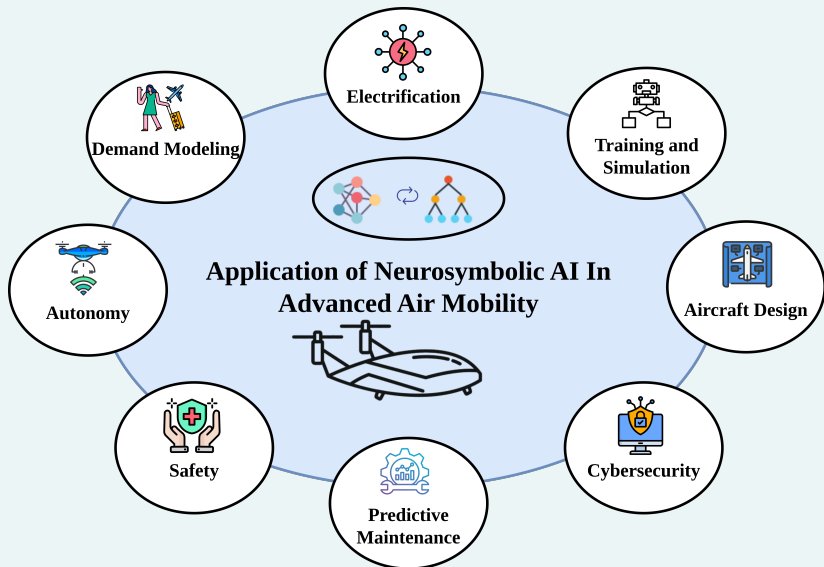 Electrification
Demand Modeling
Training and
Simulation
Application of Neurosymbolic AI In
Advanced Air Mobility
Autonomy
Aircraft Design
Safety
Cybersecurity
Predictive
Maintenance